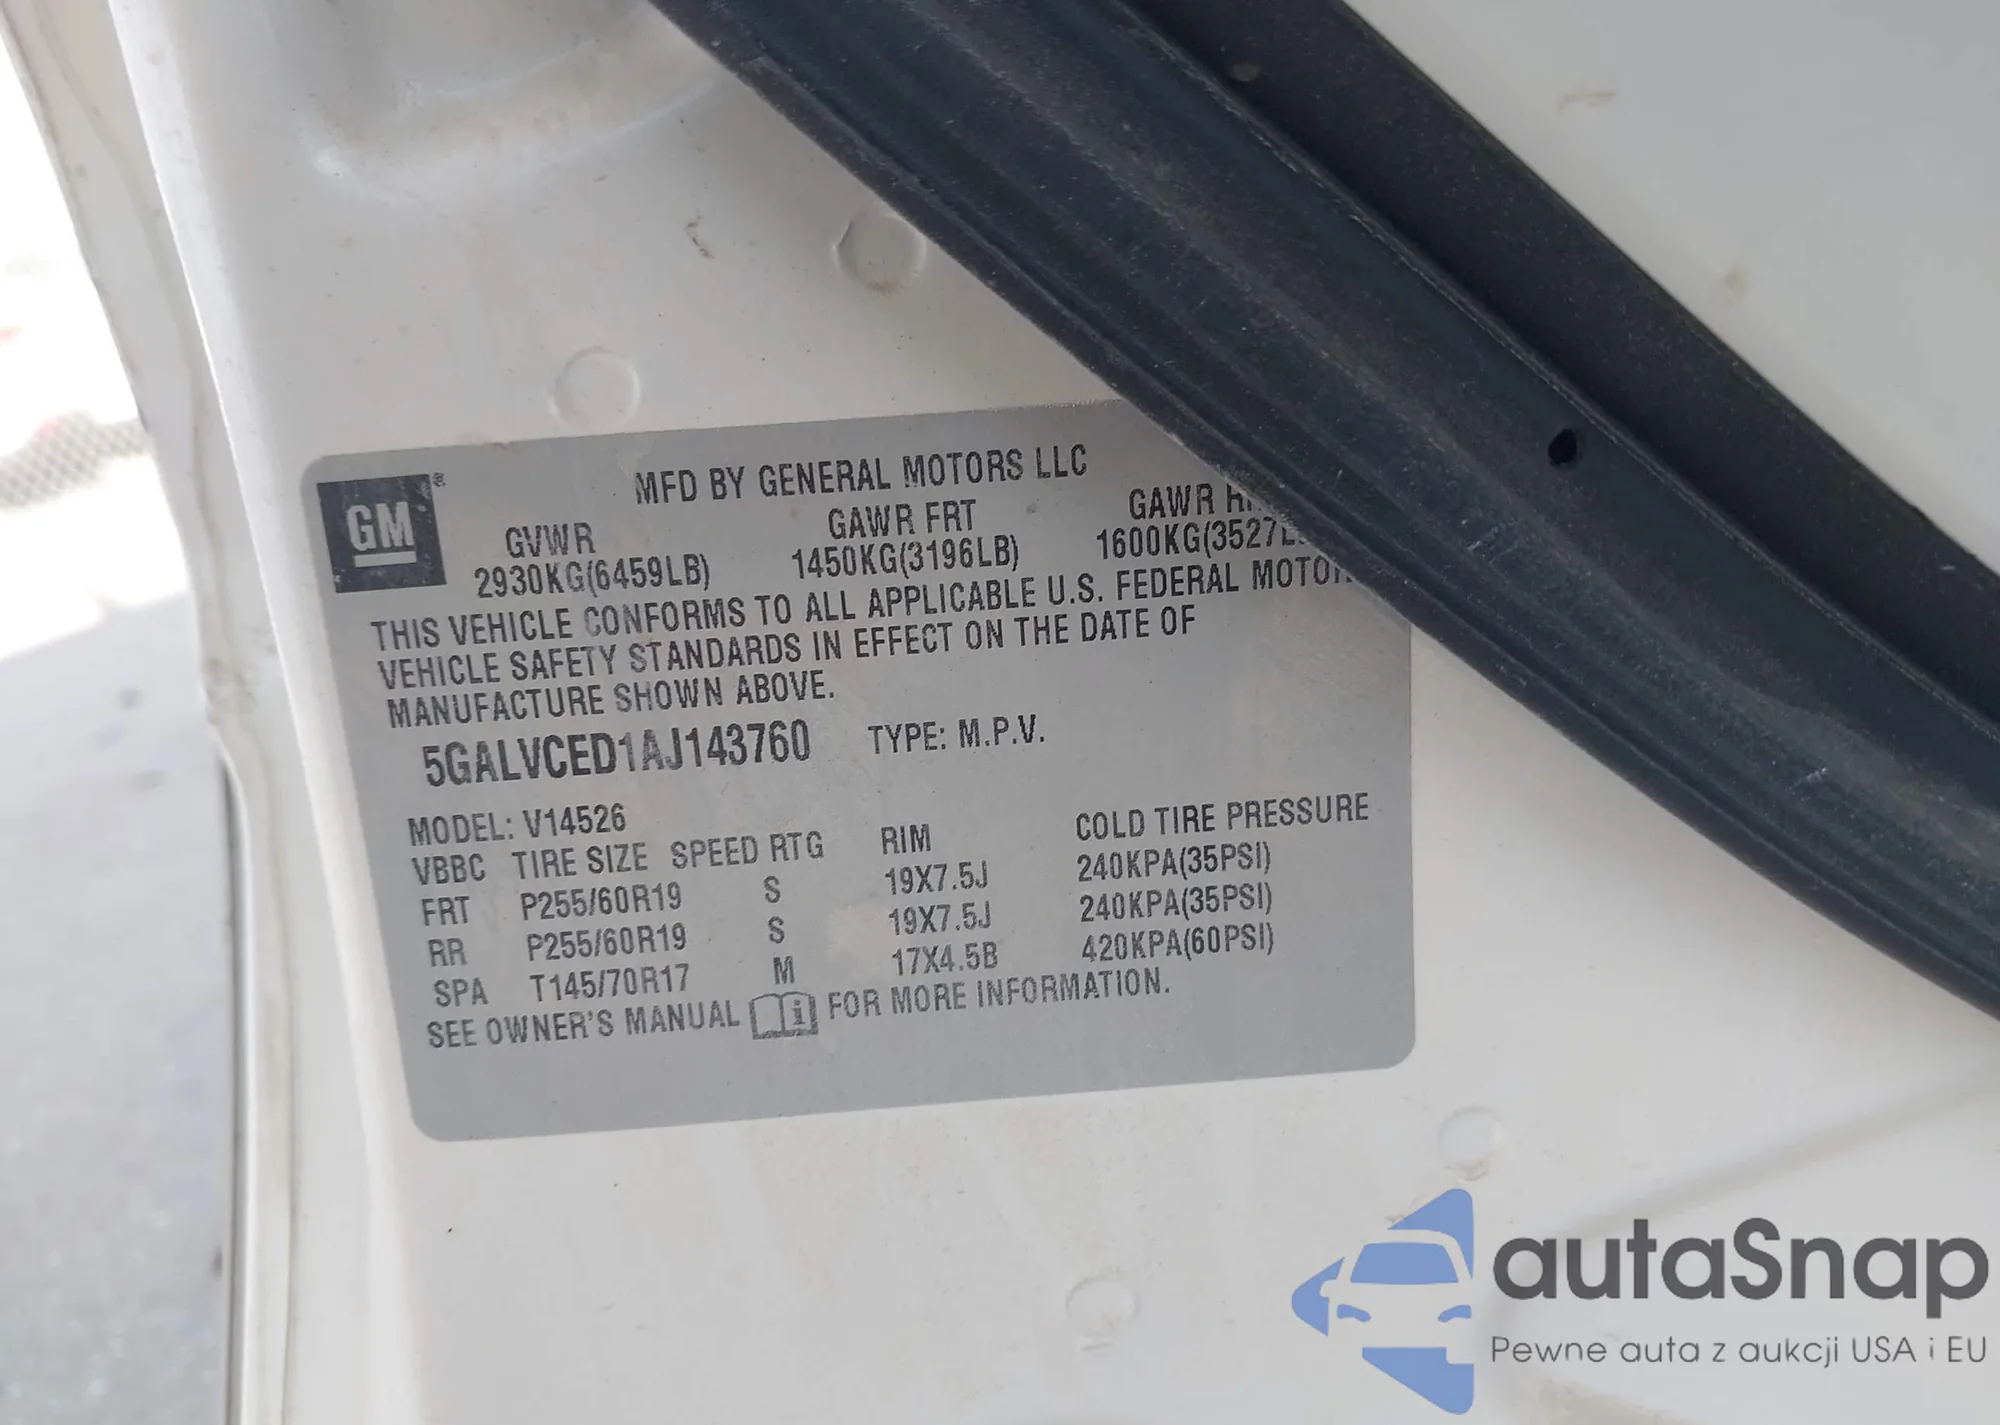 GM®
MFD BY GENERAL MOTORS LLC
GVWR GAWR FRT GAWR
2930KG(6459LB) 1450KG(3196LB) 1600KG(3527L
THIS VEHICLE CONFORMS TO ALL APPLICABLE U.S. FEDERAL MOTOR
VEHICLE SAFETY STANDARDS IN EFFECT ON THE DATE OF
MANUFACTURE SHOWN ABOVE.
5GALVCED1AJ143760 TYPE: M.P.V.
MODEL: V14526
VBBC TIRE SIZE SPEED RTG RIM COLD TIRE PRESSURE
FRT P255/60R19 S 19X7.5J 240KPA(35PSI)
RR P255/60R19 S 19X7.5J 240KPA(35PSI)
SPA T145/70R17 M 17X4.5B 420KPA(60PSI)
SEE OWNER'S MANUAL i FOR MORE INFORMATION.
autaSnap
Pewne auta z aukcji USA i EU